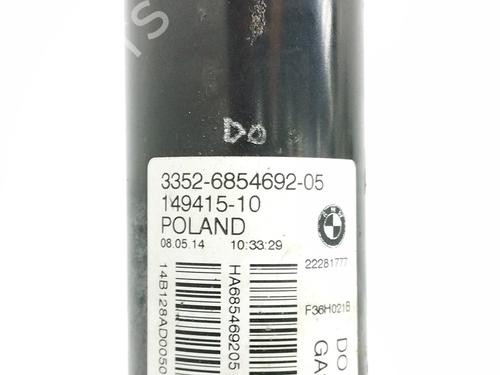 Do
3352-6854692-05
149415-10
POLAND
08.05.14 10:33:29
BMW
22281777
F36H021B
14B128AD0050
HA685469205
DO
GA